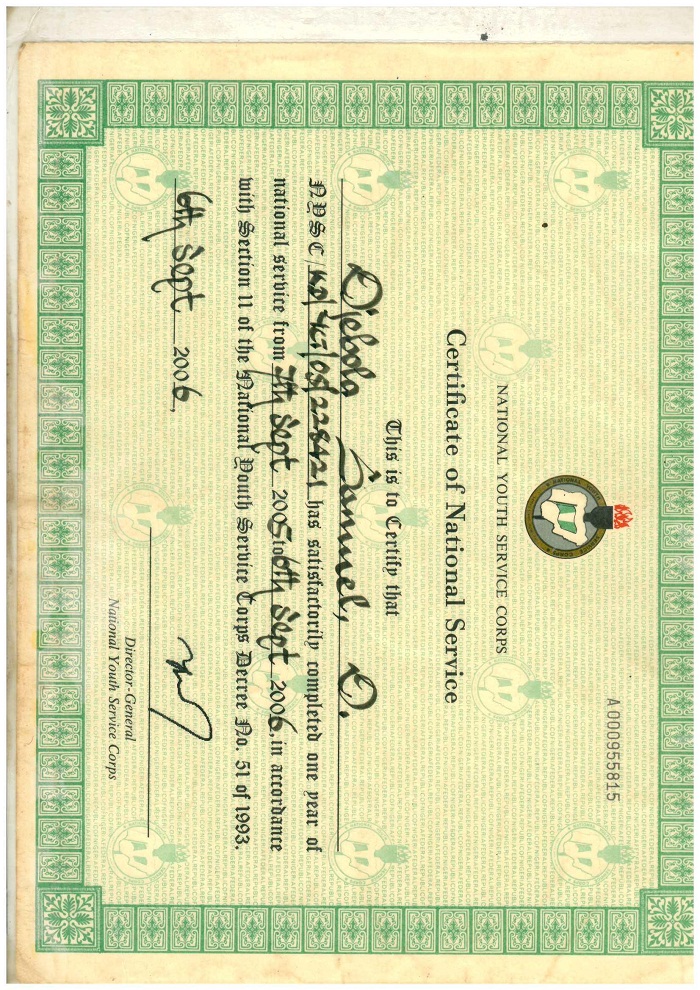 A000955815
NATIONAL YOUTH SERVICE CORPS
Certificate of National Service
This is to Certify that
Samuel, D.
NYSC/ has satisfactorily completed one year of
national service from 7th Sept 2005 to 6th Sept 2006, in accordance
with Section 11 of the National Youth Service Corps Decree No. 51 of 1993.
6th Sept 2006,
Director-General
National Youth Service Corps